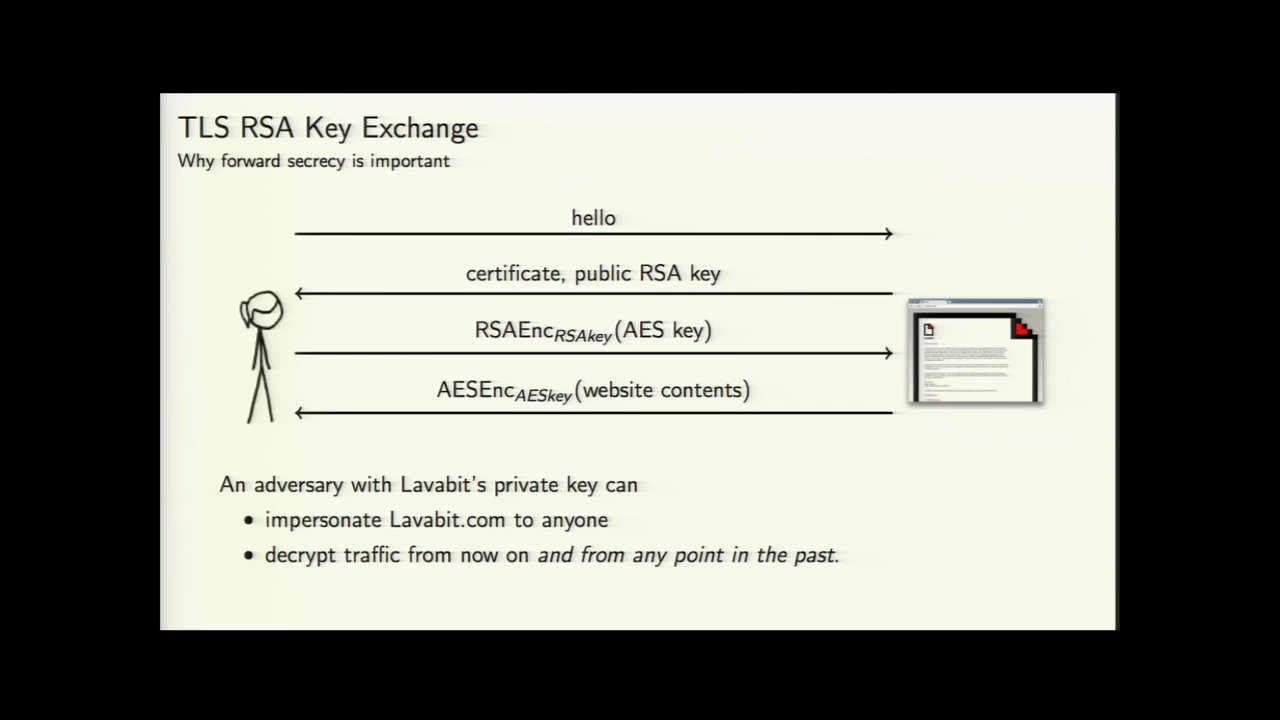 TLS RSA Key Exchange
Why forward secrecy is important
hello
certificate, public RSA key
RSAEncRSAkey(AES key)
AESEncAESkey(website contents)
An adversary with Lavabit's private key can
• impersonate Lavabit.com to anyone
• decrypt traffic from now on and from any point in the past.